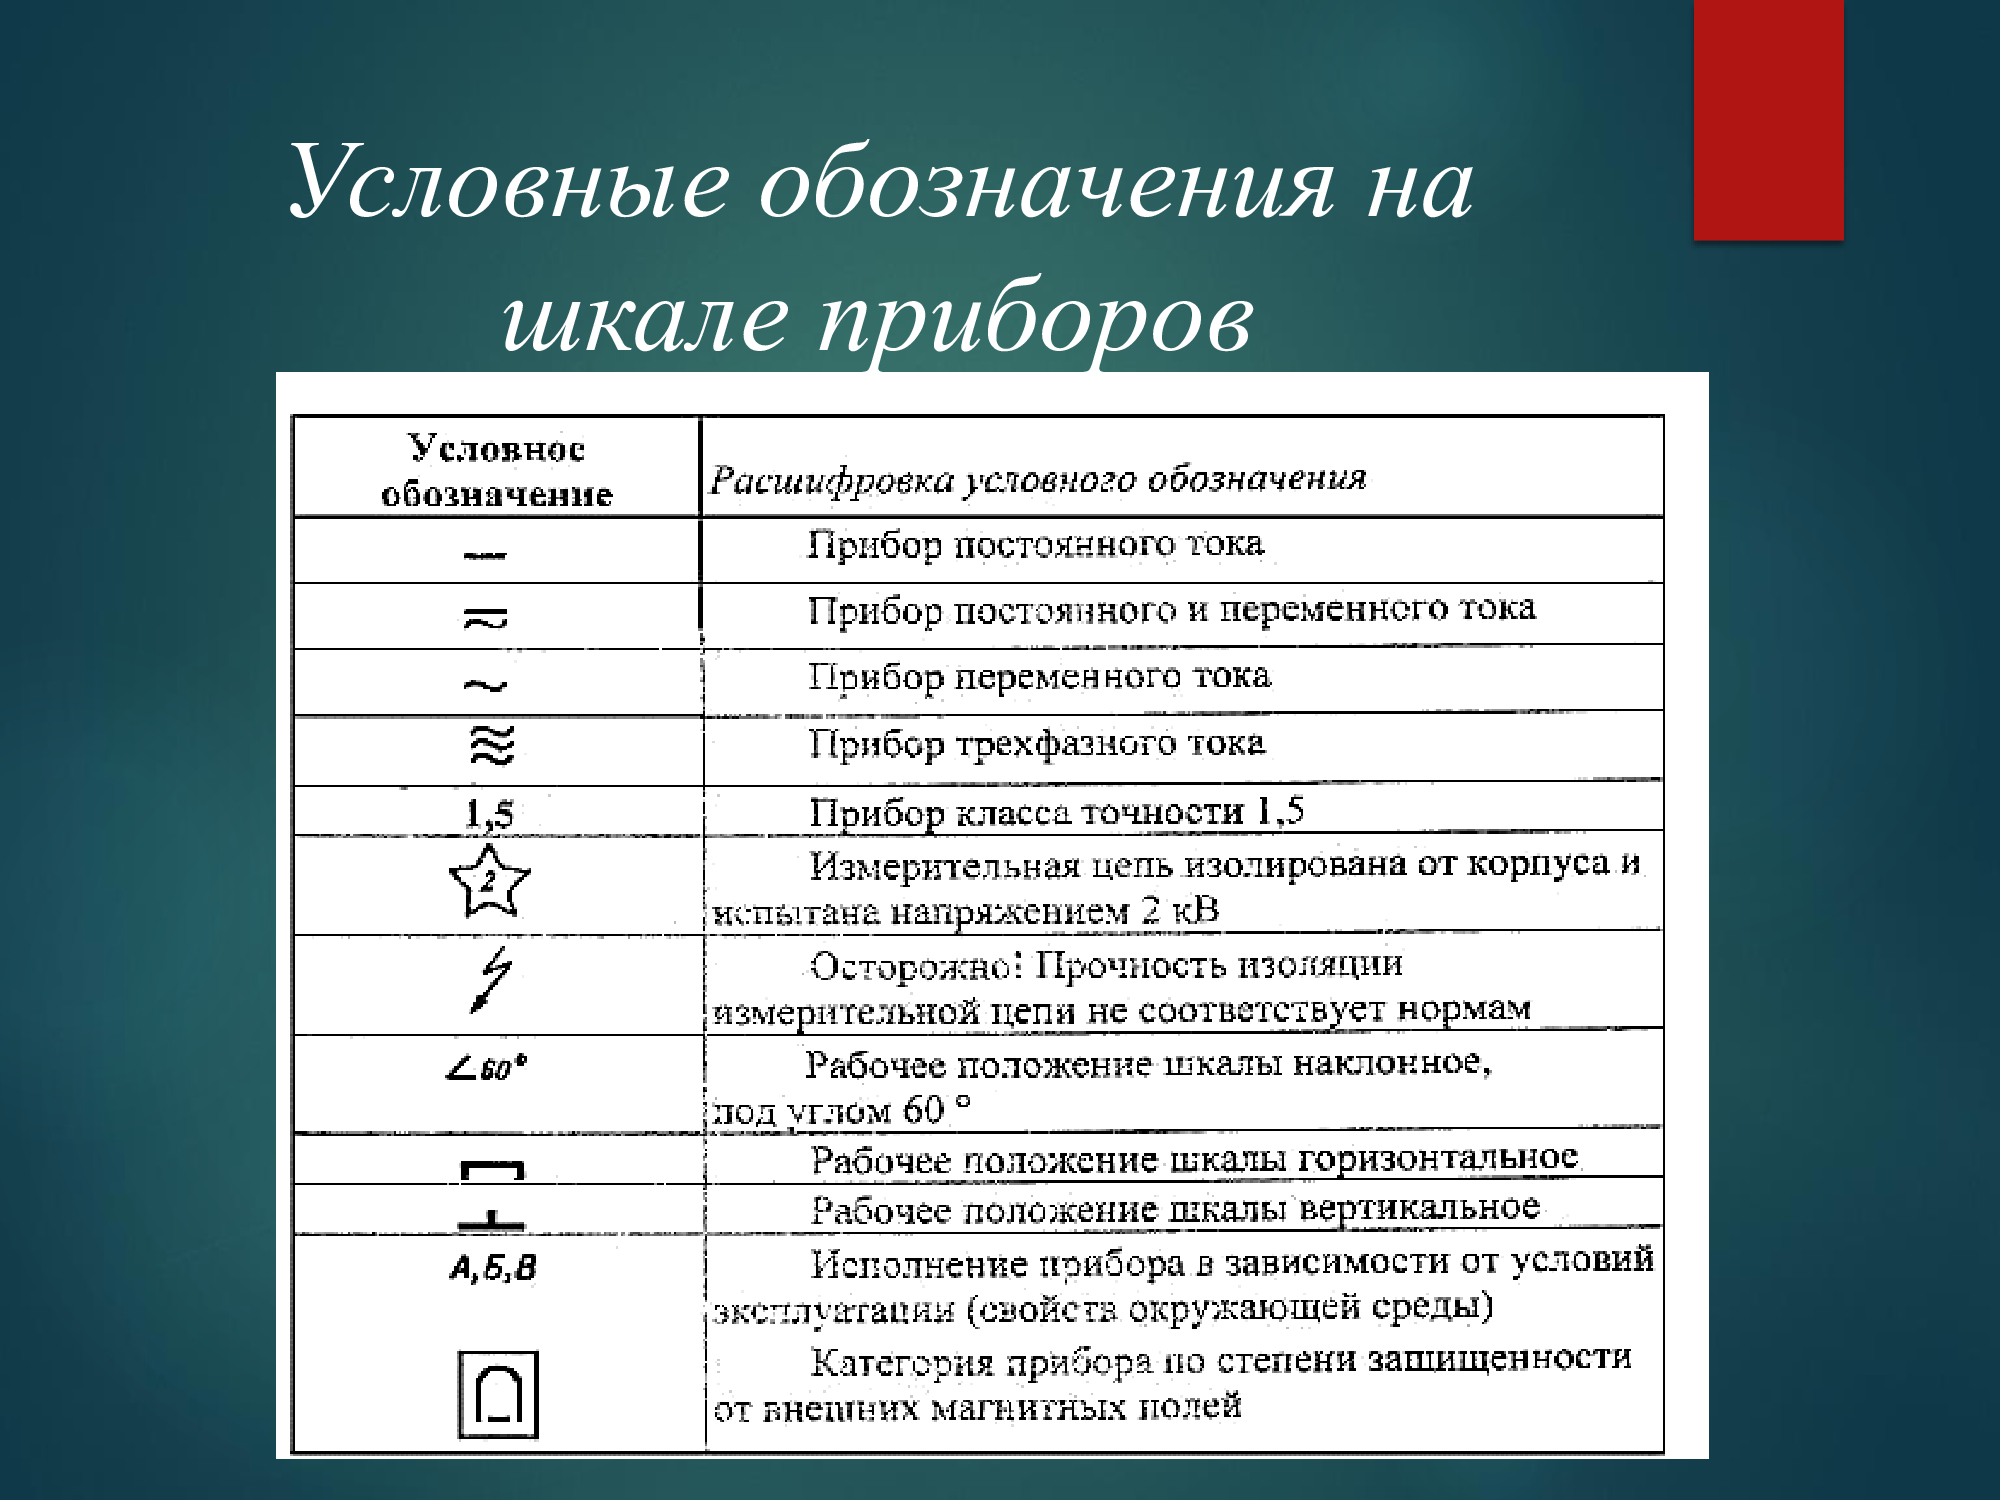 Условные обозначения на
шкале приборов
Условное
обозначение
Расшифровка условного обозначения
Прибор постоянного тока
Прибор постоянного и переменного тока
~
Прибор переменного тока
Прибор трехфазного тока
1,5
Прибор класса точности 1,5
2
Измерительная цепь изолирована от корпуса и
испытана напряжением 2 кВ
Осторожно! Прочность изоляции
измерительной цепи не соответствует нормам
∠60°
Рабочее положение шкалы наклонное,
под углом 60 °
Рабочее положение шкалы горизонтальное
Рабочее положение шкалы вертикальное
А,Б,В
Исполнение прибора в зависимости от условий
эксплуатации (свойств окружающей среды)
Категория прибора по степени защищенности
от внешних магнитных полей